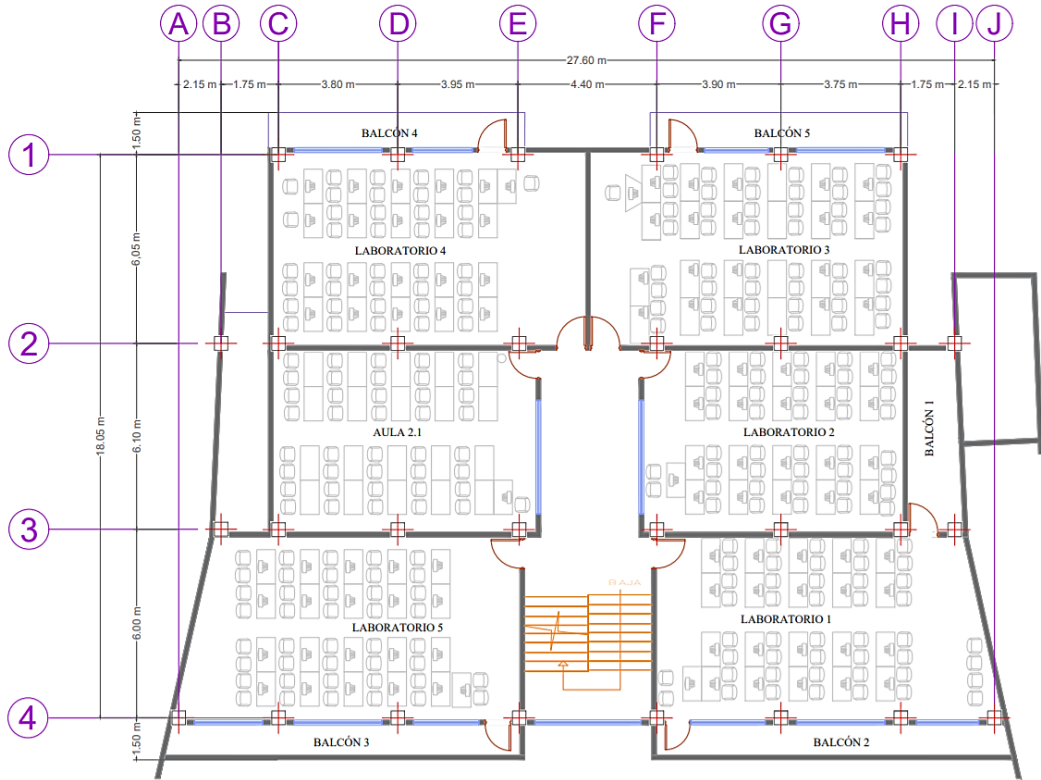 A B C D E F G H I J
27.60 m
2.15 m 1.75 m 3.80 m 3.95 m 4.40 m 3.90 m 3.75 m 1.75 m 2.15 m
1.50 m
BALCÓN 4
BALCÓN 5
1
6.05 m
LABORATORIO 4
LABORATORIO 3
2
18.05 m
6.10 m
AULA 2.1
LABORATORIO 2
BALCÓN 1
3
BAJA
6.00 m
LABORATORIO 5
LABORATORIO 1
4
1.50 m
BALCÓN 3
BALCÓN 2